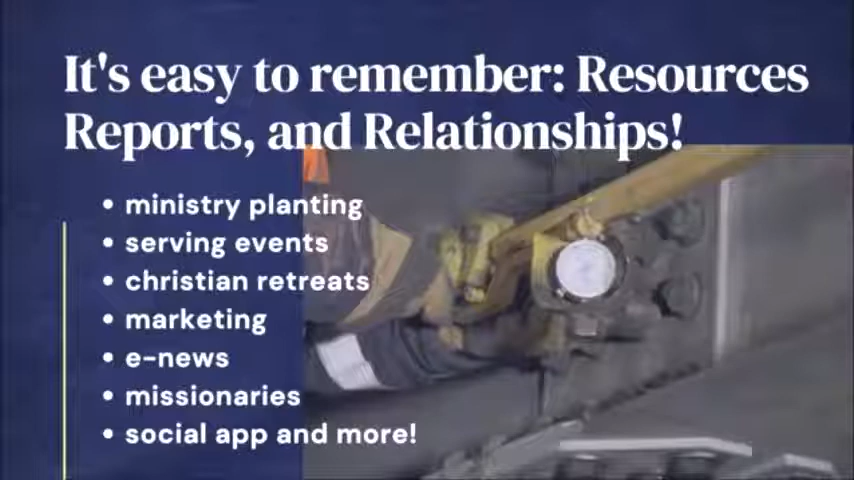 It's easy to remember: Resources
Reports, and Relationships!
• ministry planting
• serving events
• christian retreats
• marketing
• e-news
• missionaries
• social app and more!